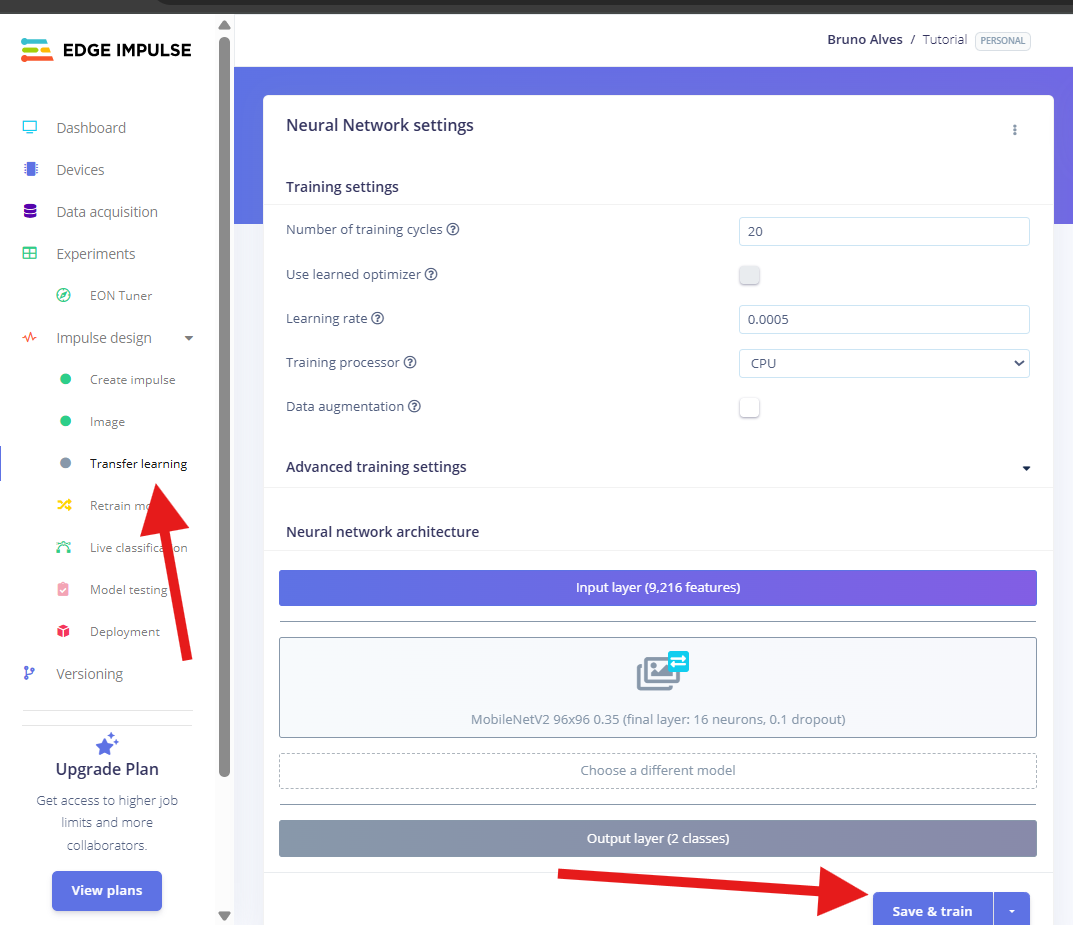 EDGE IMPULSE
Bruno Alves / Tutorial PERSONAL
Dashboard
Devices
Data acquisition
Experiments
EON Tuner
Impulse design
Create impulse
Image
Transfer learning
Retrain mo
Live classification
Model testing
Deployment
Versioning
Upgrade Plan
Get access to higher job
limits and more
collaborators.
View plans
Neural Network settings
Training settings
Number of training cycles ?
20
Use learned optimizer ?
Learning rate ?
0.0005
Training processor ?
CPU
Data augmentation ?
Advanced training settings
Neural network architecture
Input layer (9,216 features)
MobileNetV2 96x96 0.35 (final layer: 16 neurons, 0.1 dropout)
Choose a different model
Output layer (2 classes)
Save & train